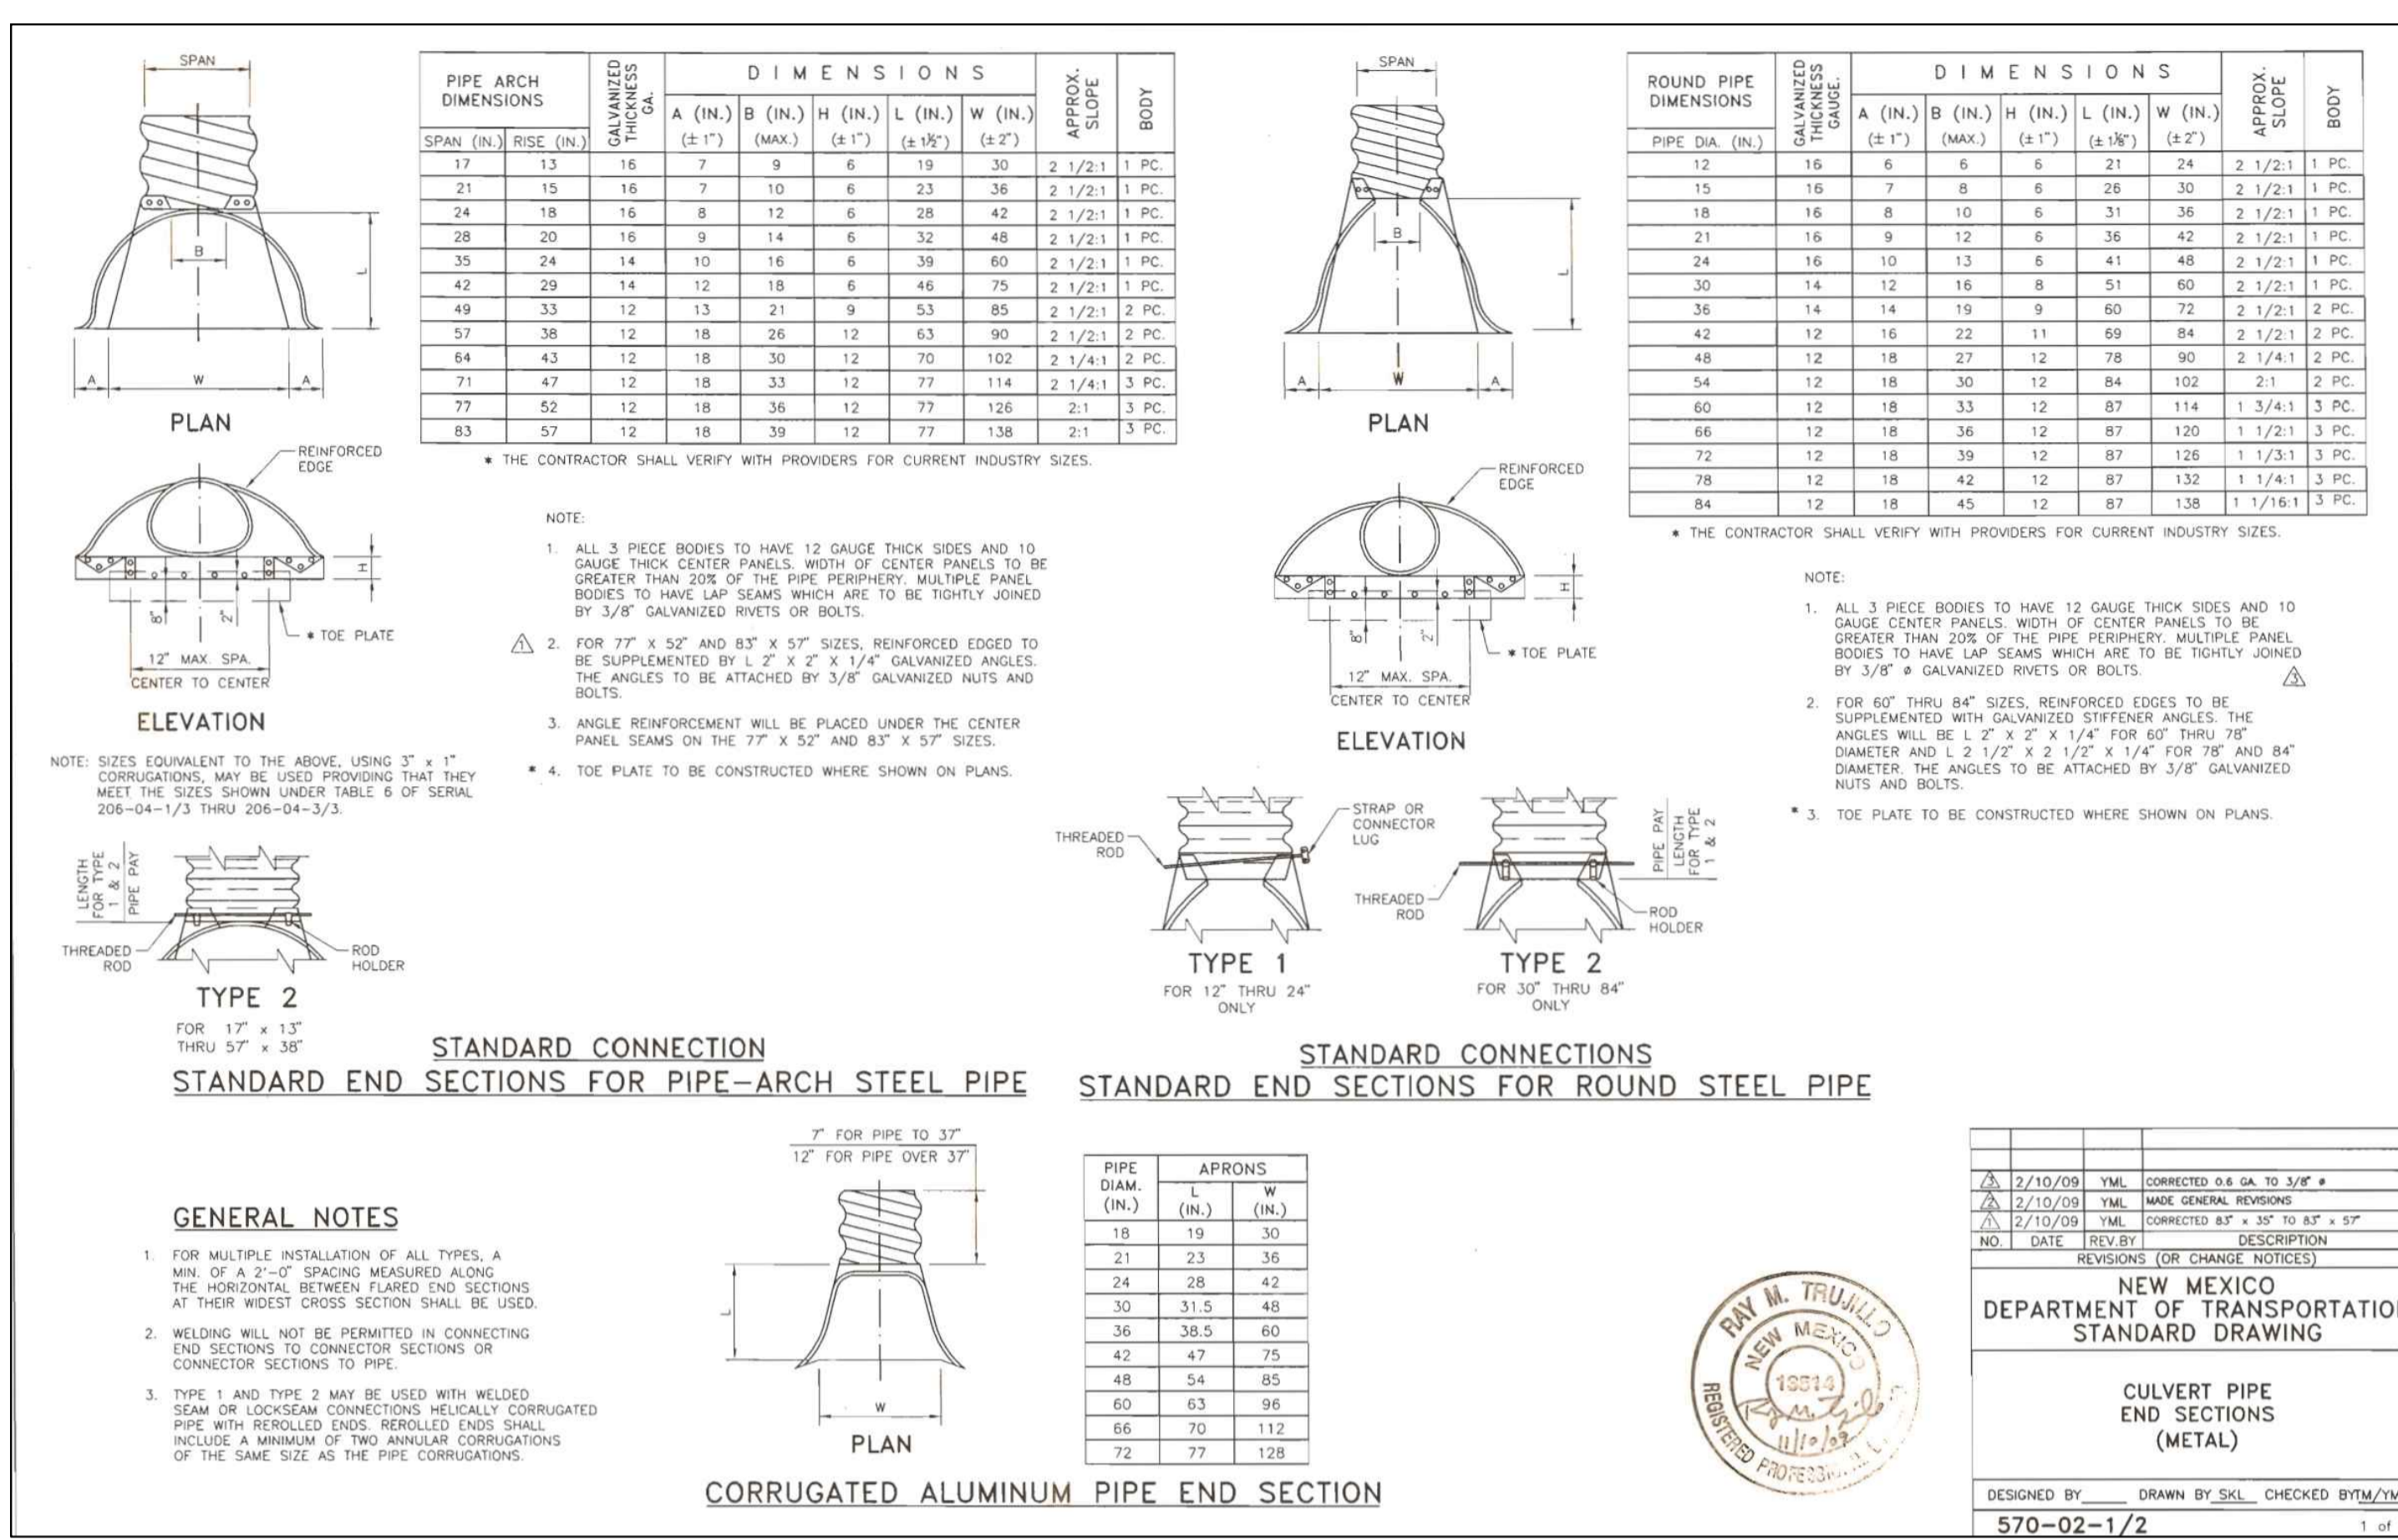 SPAN
B
L
A
W
A
PLAN
PIPE ARCH DIMENSIONS GALVANIZED THICKNESS GA. DIMENSIONS APPROX. SLOPE BODY
SPAN (IN.) RISE (IN.) A (IN.) (± 1") B (IN.) (MAX.) H (IN.) (± 1") L (IN.) (± 1½") W (IN.) (± 2")
17 13 16 7 9 6 19 30 2 1/2:1 1 PC.
21 15 16 7 10 6 23 36 2 1/2:1 1 PC.
24 18 16 8 12 6 28 42 2 1/2:1 1 PC.
28 20 16 9 14 6 32 48 2 1/2:1 1 PC.
35 24 14 10 16 6 39 60 2 1/2:1 1 PC.
42 29 14 12 18 6 46 75 2 1/2:1 1 PC.
49 33 12 13 21 9 53 85 2 1/2:1 2 PC.
57 38 12 18 26 12 63 90 2 1/2:1 2 PC.
64 43 12 18 30 12 70 102 2 1/4:1 2 PC.
71 47 12 18 33 12 77 114 2 1/4:1 3 PC.
77 52 12 18 36 12 77 126 2:1 3 PC.
83 57 12 18 39 12 77 138 2:1 3 PC.
* THE CONTRACTOR SHALL VERIFY WITH PROVIDERS FOR CURRENT INDUSTRY SIZES.
REINFORCED
EDGE
H
8"
2"
* TOE PLATE
12" MAX. SPA.
CENTER TO CENTER
ELEVATION
NOTE: SIZES EQUIVALENT TO THE ABOVE, USING 3" x 1"
CORRUGATIONS, MAY BE USED PROVIDING THAT THEY
MEET THE SIZES SHOWN UNDER TABLE 6 OF SERIAL
206-04-1/3 THRU 206-04-3/3.
NOTE:
1. ALL 3 PIECE BODIES TO HAVE 12 GAUGE THICK SIDES AND 10
GAUGE THICK CENTER PANELS. WIDTH OF CENTER PANELS TO BE
GREATER THAN 20% OF THE PIPE PERIPHERY. MULTIPLE PANEL
BODIES TO HAVE LAP SEAMS WHICH ARE TO BE TIGHTLY JOINED
BY 3/8" GALVANIZED RIVETS OR BOLTS.
1 2. FOR 77" X 52" AND 83" X 57" SIZES, REINFORCED EDGED TO
BE SUPPLEMENTED BY L 2" X 2" X 1/4" GALVANIZED ANGLES.
THE ANGLES TO BE ATTACHED BY 3/8" GALVANIZED NUTS AND
BOLTS.
3. ANGLE REINFORCEMENT WILL BE PLACED UNDER THE CENTER
PANEL SEAMS ON THE 77" X 52" AND 83" X 57" SIZES.
* 4. TOE PLATE TO BE CONSTRUCTED WHERE SHOWN ON PLANS.
LENGTH
FOR TYPE
1 & 2
PIPE PAY
THREADED
ROD
ROD
HOLDER
TYPE 2
FOR 17" x 13"
THRU 57" x 38"
STANDARD CONNECTION
STANDARD END SECTIONS FOR PIPE-ARCH STEEL PIPE
SPAN
B
L
A
W
A
PLAN
ROUND PIPE DIMENSIONS GALVANIZED THICKNESS GAUGE. DIMENSIONS APPROX. SLOPE BODY
PIPE DIA. (IN.) A (IN.) (± 1") B (IN.) (MAX.) H (IN.) (± 1") L (IN.) (± 1⅛") W (IN.) (± 2")
12 16 6 6 6 21 24 2 1/2:1 1 PC.
15 16 7 8 6 26 30 2 1/2:1 1 PC.
18 16 8 10 6 31 36 2 1/2:1 1 PC.
21 16 9 12 6 36 42 2 1/2:1 1 PC.
24 16 10 13 6 41 48 2 1/2:1 1 PC.
30 14 12 16 8 51 60 2 1/2:1 1 PC.
36 14 14 19 9 60 72 2 1/2:1 2 PC.
42 12 16 22 11 69 84 2 1/2:1 2 PC.
48 12 18 27 12 78 90 2 1/4:1 2 PC.
54 12 18 30 12 84 102 2:1 2 PC.
60 12 18 33 12 87 114 1 3/4:1 3 PC.
66 12 18 36 12 87 120 1 1/2:1 3 PC.
72 12 18 39 12 87 126 1 1/3:1 3 PC.
78 12 18 42 12 87 132 1 1/4:1 3 PC.
84 12 18 45 12 87 138 1 1/16:1 3 PC.
* THE CONTRACTOR SHALL VERIFY WITH PROVIDERS FOR CURRENT INDUSTRY SIZES.
REINFORCED
EDGE
H
8"
2"
* TOE PLATE
12" MAX. SPA.
CENTER TO CENTER
ELEVATION
NOTE:
1. ALL 3 PIECE BODIES TO HAVE 12 GAUGE THICK SIDES AND 10
GAUGE CENTER PANELS. WIDTH OF CENTER PANELS TO BE
GREATER THAN 20% OF THE PIPE PERIPHERY. MULTIPLE PANEL
BODIES TO HAVE LAP SEAMS WHICH ARE TO BE TIGHTLY JOINED
BY 3/8" ø GALVANIZED RIVETS OR BOLTS. 3
2. FOR 60" THRU 84" SIZES, REINFORCED EDGES TO BE
SUPPLEMENTED WITH GALVANIZED STIFFENER ANGLES. THE
ANGLES WILL BE L 2" X 2" X 1/4" FOR 60" THRU 78"
DIAMETER AND L 2 1/2" X 2 1/2" X 1/4" FOR 78" AND 84"
DIAMETER. THE ANGLES TO BE ATTACHED BY 3/8" GALVANIZED
NUTS AND BOLTS.
* 3. TOE PLATE TO BE CONSTRUCTED WHERE SHOWN ON PLANS.
THREADED
ROD
STRAP OR
CONNECTOR
LUG
TYPE 1
FOR 12" THRU 24"
ONLY
THREADED
ROD
PIPE PAY
LENGTH
FOR TYPE
1 & 2
ROD
HOLDER
TYPE 2
FOR 30" THRU 84"
ONLY
STANDARD CONNECTIONS
STANDARD END SECTIONS FOR ROUND STEEL PIPE
GENERAL NOTES
1. FOR MULTIPLE INSTALLATION OF ALL TYPES, A
MIN. OF A 2'-0" SPACING MEASURED ALONG
THE HORIZONTAL BETWEEN FLARED END SECTIONS
AT THEIR WIDEST CROSS SECTION SHALL BE USED.
2. WELDING WILL NOT BE PERMITTED IN CONNECTING
END SECTIONS TO CONNECTOR SECTIONS OR
CONNECTOR SECTIONS TO PIPE.
3. TYPE 1 AND TYPE 2 MAY BE USED WITH WELDED
SEAM OR LOCKSEAM CONNECTIONS HELICALLY CORRUGATED
PIPE WITH REROLLED ENDS. REROLLED ENDS SHALL
INCLUDE A MINIMUM OF TWO ANNULAR CORRUGATIONS
OF THE SAME SIZE AS THE PIPE CORRUGATIONS.
7" FOR PIPE TO 37"
12" FOR PIPE OVER 37"
L
W
PLAN
PIPE DIAM. (IN.) APRONS
L (IN.) W (IN.)
18 19 30
21 23 36
24 28 42
30 31.5 48
36 38.5 60
42 47 75
48 54 85
60 63 96
66 70 112
72 77 128
CORRUGATED ALUMINUM PIPE END SECTION
RAY M. TRUJILLO
NEW MEXICO
19514
11/10/09
REGISTERED
3 2/10/09 YML CORRECTED 0.6 GA. TO 3/8" ø
2 2/10/09 YML MADE GENERAL REVISIONS
1 2/10/09 YML CORRECTED 83" x 35" TO 83" x 57"
NO. DATE REV.BY DESCRIPTION
REVISIONS (OR CHANGE NOTICES)
NEW MEXICO
DEPARTMENT OF TRANSPORTATIO
STANDARD DRAWING
CULVERT PIPE
END SECTIONS
(METAL)
DESIGNED BY DRAWN BY SKL CHECKED BY TM/YM
570-02-1/2 1 of